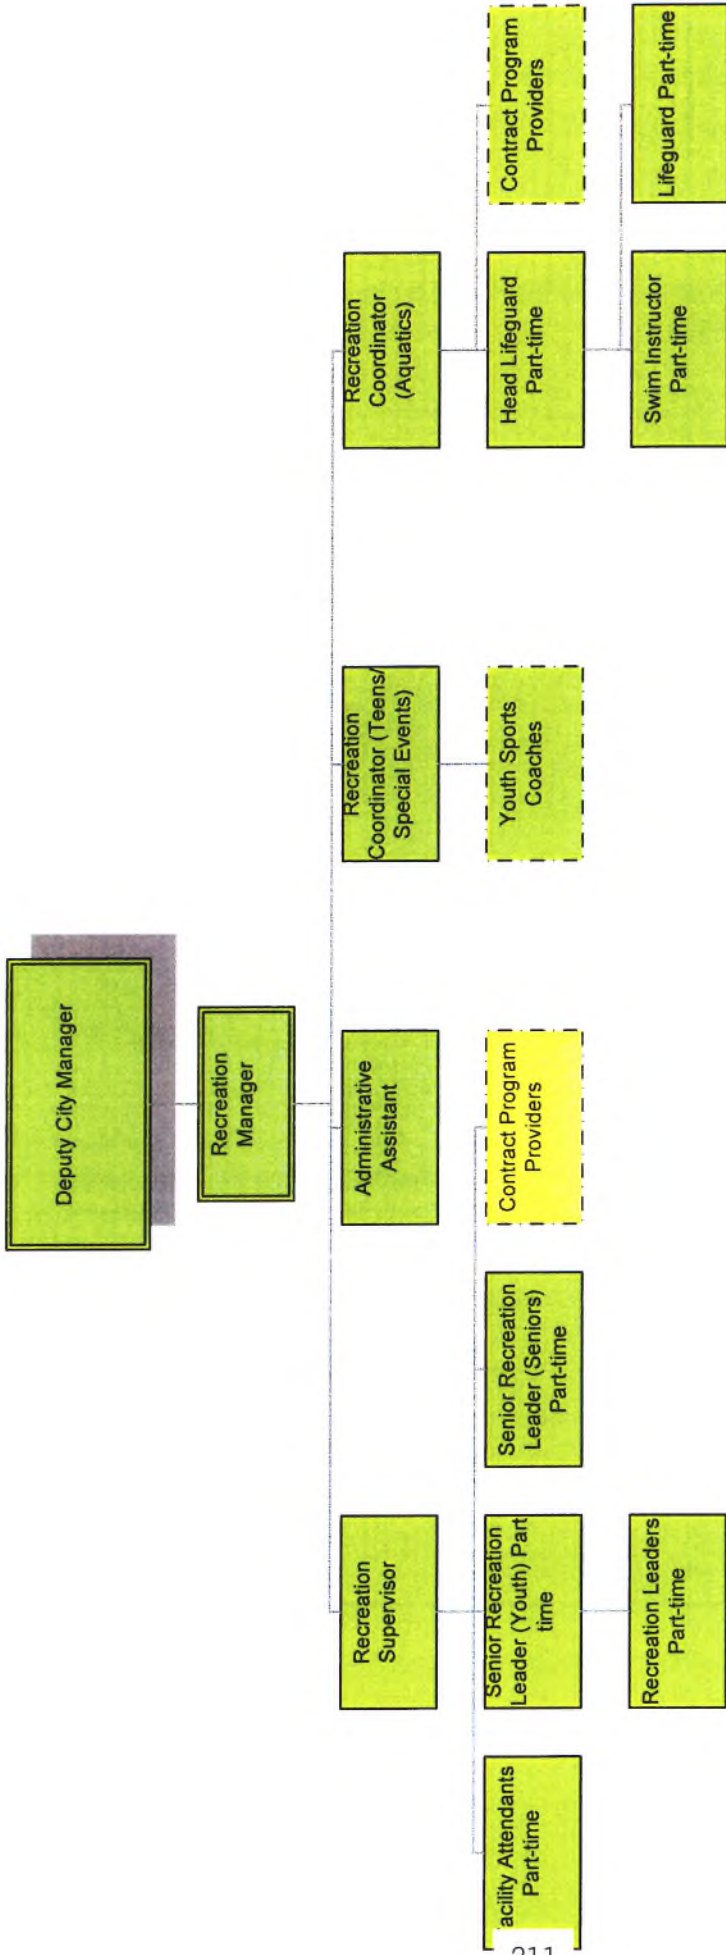 Deputy City Manager
Recreation
Manager
Recreation
Supervisor
Administrative
Assistant
Recreation
Coordinator (Teens/
Special Events)
Recreation
Coordinator
(Aquatics)
acility Attendants
Part-time
Senior Recreation
Leader (Youth) Part
time
Senior Recreation
Leader (Seniors)
Part-time
Contract Program
Providers
Youth Sports
Coaches
Head Lifeguard
Part-time
Contract Program
Providers
Recreation Leaders
Part-time
Swim Instructor
Part-time
Lifeguard Part-time
211